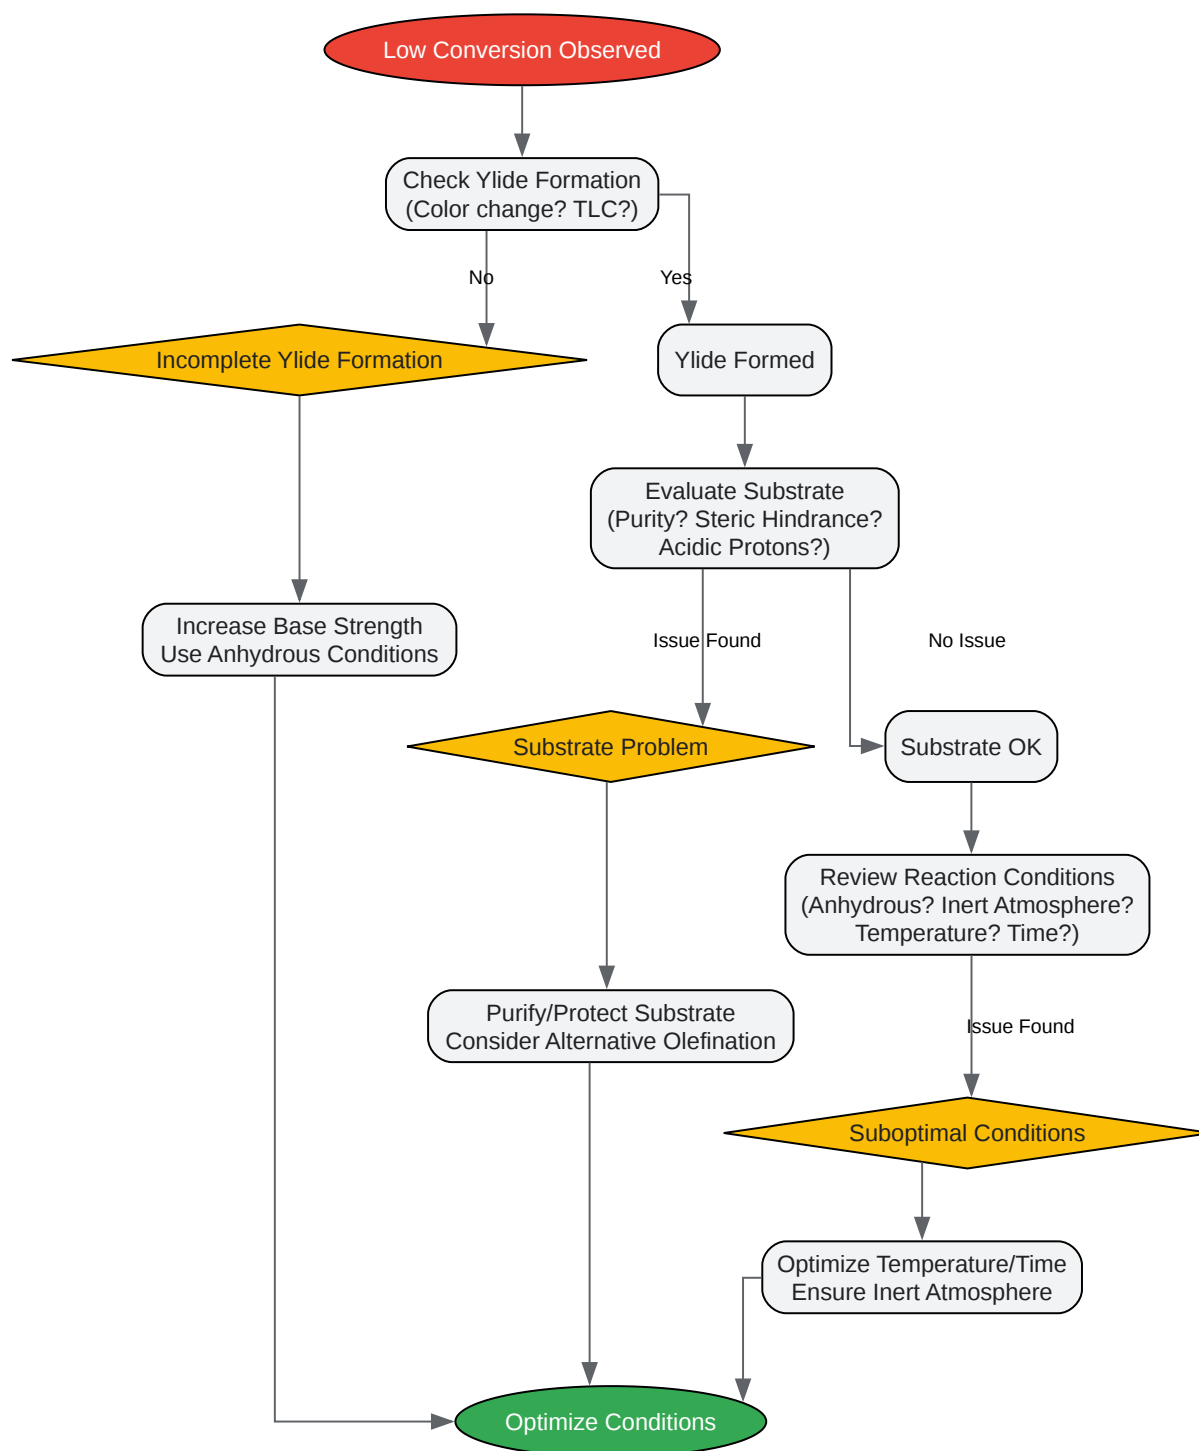 Low Conversion Observed
Check Ylide Formation
(Color change? TLC?)
No
Yes
Incomplete Ylide Formation
Ylide Formed
Evaluate Substrate
(Purity? Steric Hindrance?
Acidic Protons?)
Increase Base Strength
Use Anhydrous Conditions
Issue Found
No Issue
Substrate Problem
Substrate OK
Review Reaction Conditions
(Anhydrous? Inert Atmosphere?
Temperature? Time?)
Purify/Protect Substrate
Consider Alternative Olefination
Issue Found
Suboptimal Conditions
Optimize Temperature/Time
Ensure Inert Atmosphere
Optimize Conditions